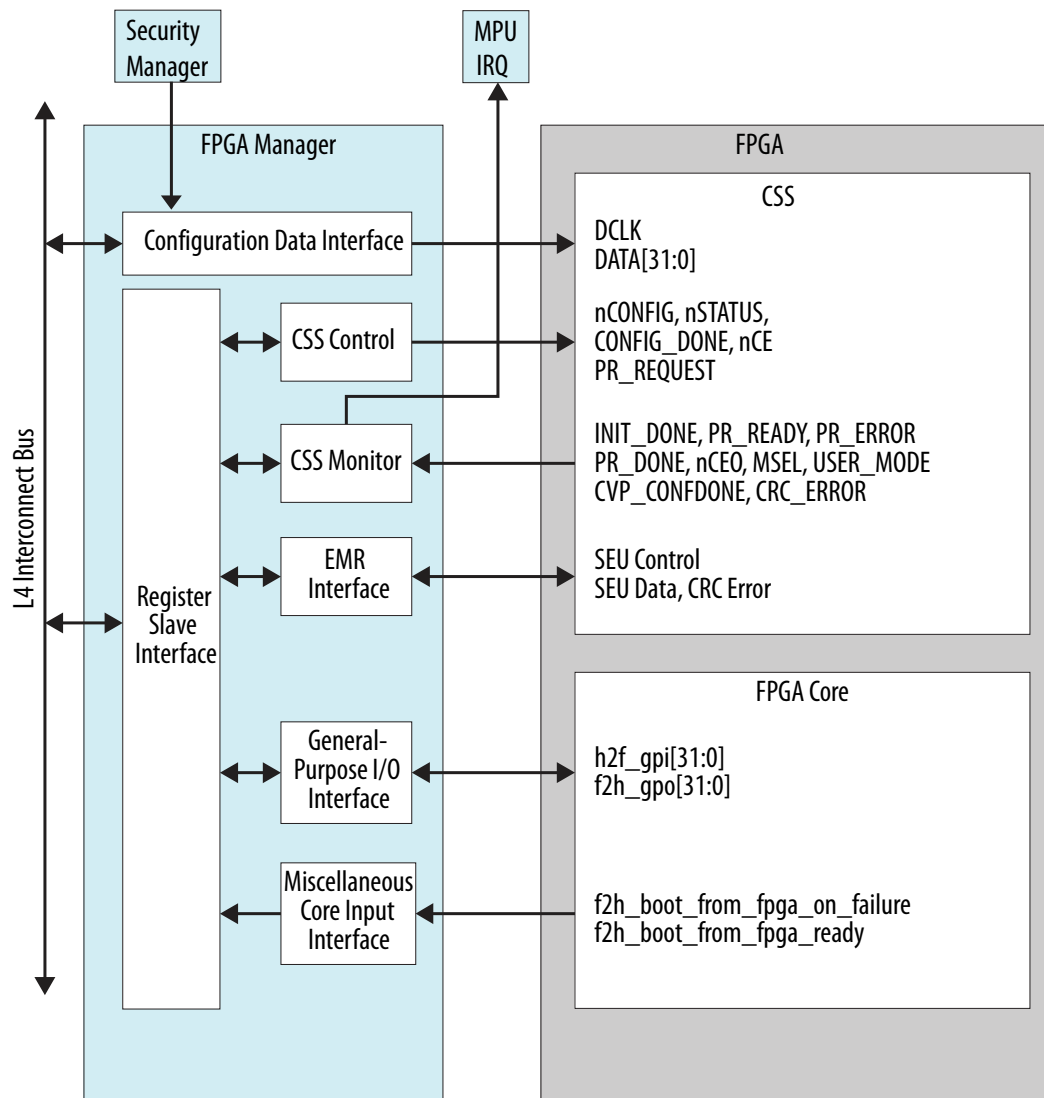 Security
Manager
MPU
IRQ
FPGA Manager
FPGA
CSS
Configuration Data Interface
DCLK
DATA[31:0]
CSS Control
nCONFIG, nSTATUS,
CONFIG_DONE, nCE
PR_REQUEST
CSS Monitor
INIT_DONE, PR_READY, PR_ERROR
PR_DONE, nCEO, MSEL, USER_MODE
CVP_CONFDONE, CRC_ERROR
EMR
Interface
SEU Control
SEU Data, CRC Error
L4 Interconnect Bus
Register
Slave
Interface
FPGA Core
General-
Purpose I/O
Interface
h2f_gpi[31:0]
f2h_gpo[31:0]
Miscellaneous
Core Input
Interface
f2h_boot_from_fpga_on_failure
f2h_boot_from_fpga_ready